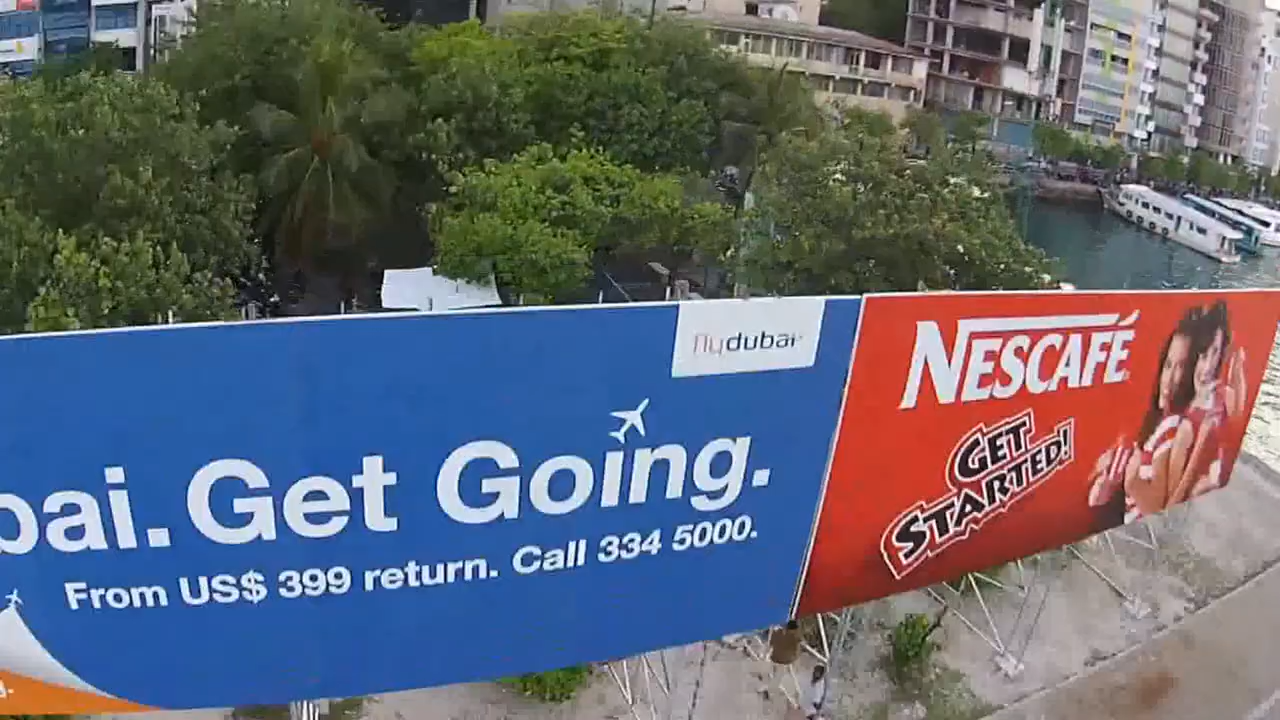 flydubai
bai. Get Going.
From US$ 399 return. Call 334 5000.
NESCAFÉ
GET
STARTED!